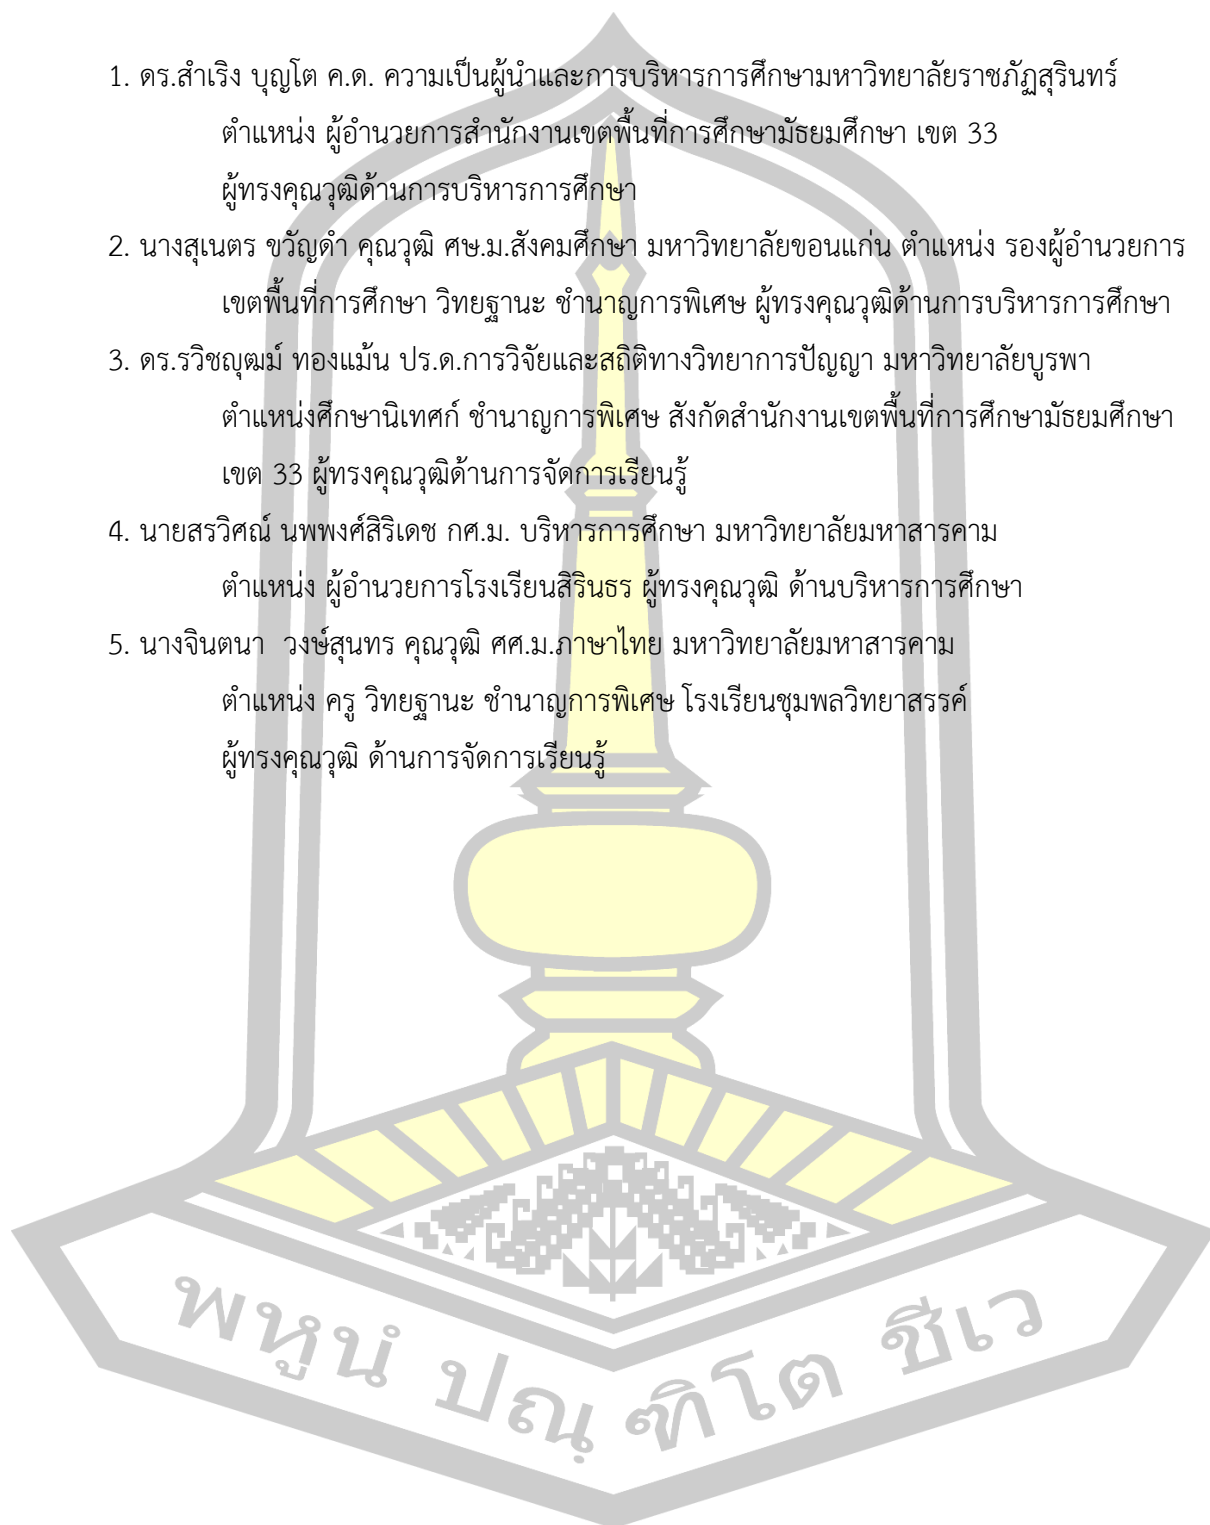 1. ดร.สำเริง บุญโต ค.ด. ความเป็นผู้นำและการบริหารการศึกษามหาวิทยาลัยราชภัฏสุรินทร์
ตำแหน่ง ผู้อำนวยการสำนักงานเขตพื้นที่การศึกษามัธยมศึกษา เขต 33
ผู้ทรงคุณวุฒิด้านการบริหารการศึกษา
2. นางสุเนตร ขวัญดำ คุณวุฒิ ศษ.ม.สังคมศึกษา มหาวิทยาลัยขอนแก่น ตำแหน่ง รองผู้อำนวยการ
เขตพื้นที่การศึกษา วิทยฐานะ ชำนาญการพิเศษ ผู้ทรงคุณวุฒิด้านการบริหารการศึกษา
3. ดร.รวิชญุฒม์ ทองแม้น ปร.ด.การวิจัยและสถิติทางวิทยาการปัญญา มหาวิทยาลัยบูรพา
ตำแหน่งศึกษานิเทศก์ ชำนาญการพิเศษ สังกัดสำนักงานเขตพื้นที่การศึกษามัธยมศึกษา
เขต 33 ผู้ทรงคุณวุฒิด้านการจัดการเรียนรู้
4. นายสรวิศณ์ นพพงศ์สิริเดช กศ.ม. บริหารการศึกษา มหาวิทยาลัยมหาสารคาม
ตำแหน่ง ผู้อำนวยการโรงเรียนสิรินธร ผู้ทรงคุณวุฒิ ด้านบริหารการศึกษา
5. นางจินตนา วงษ์สุนทร คุณวุฒิ ศศ.ม.ภาษาไทย มหาวิทยาลัยมหาสารคาม
ตำแหน่ง ครู วิทยฐานะ ชำนาญการพิเศษ โรงเรียนชุมพลวิทยาสรรค์
ผู้ทรงคุณวุฒิ ด้านการจัดการเรียนรู้
พหูนํ ปณฺ ฑิโต ชีเว